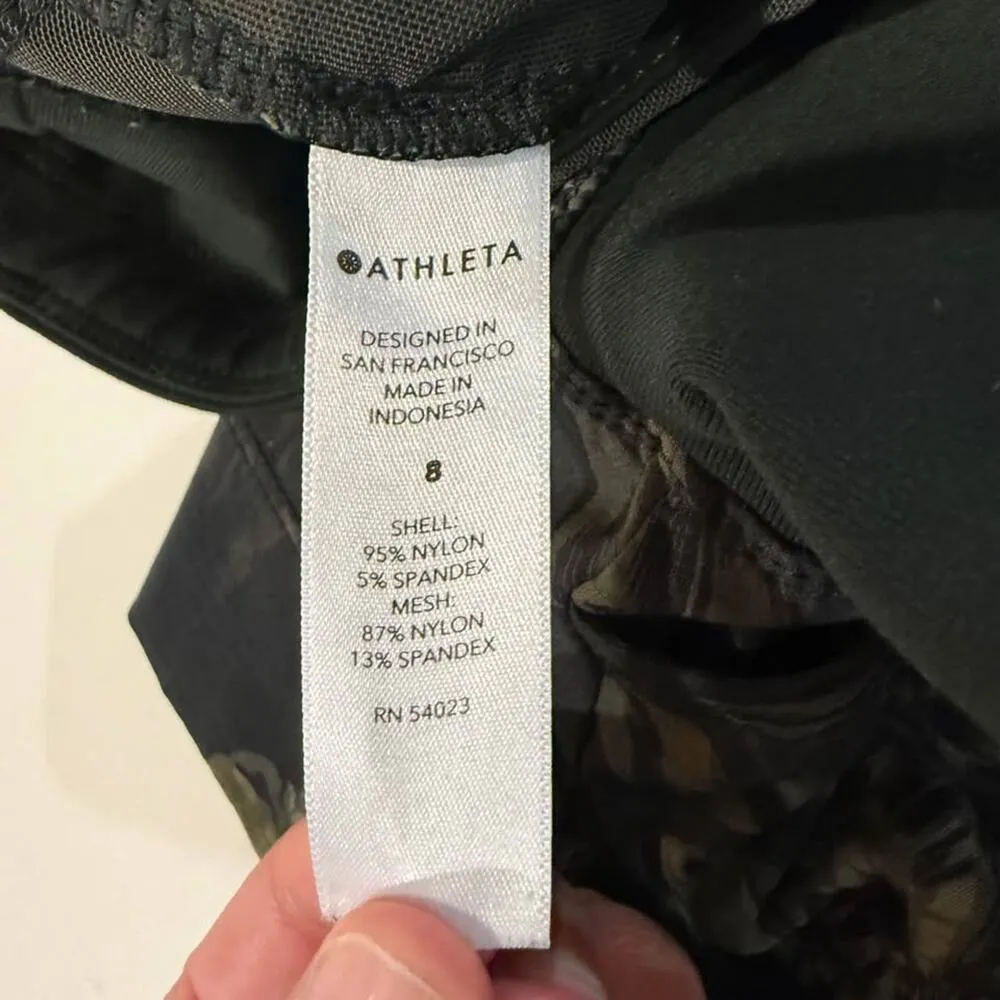 ATHLETA
DESIGNED IN
SAN FRANCISCO
MADE IN
INDONESIA
8
SHELL:
95% NYLON
5% SPANDEX
MESH:
87% NYLON
13% SPANDEX
RN 54023